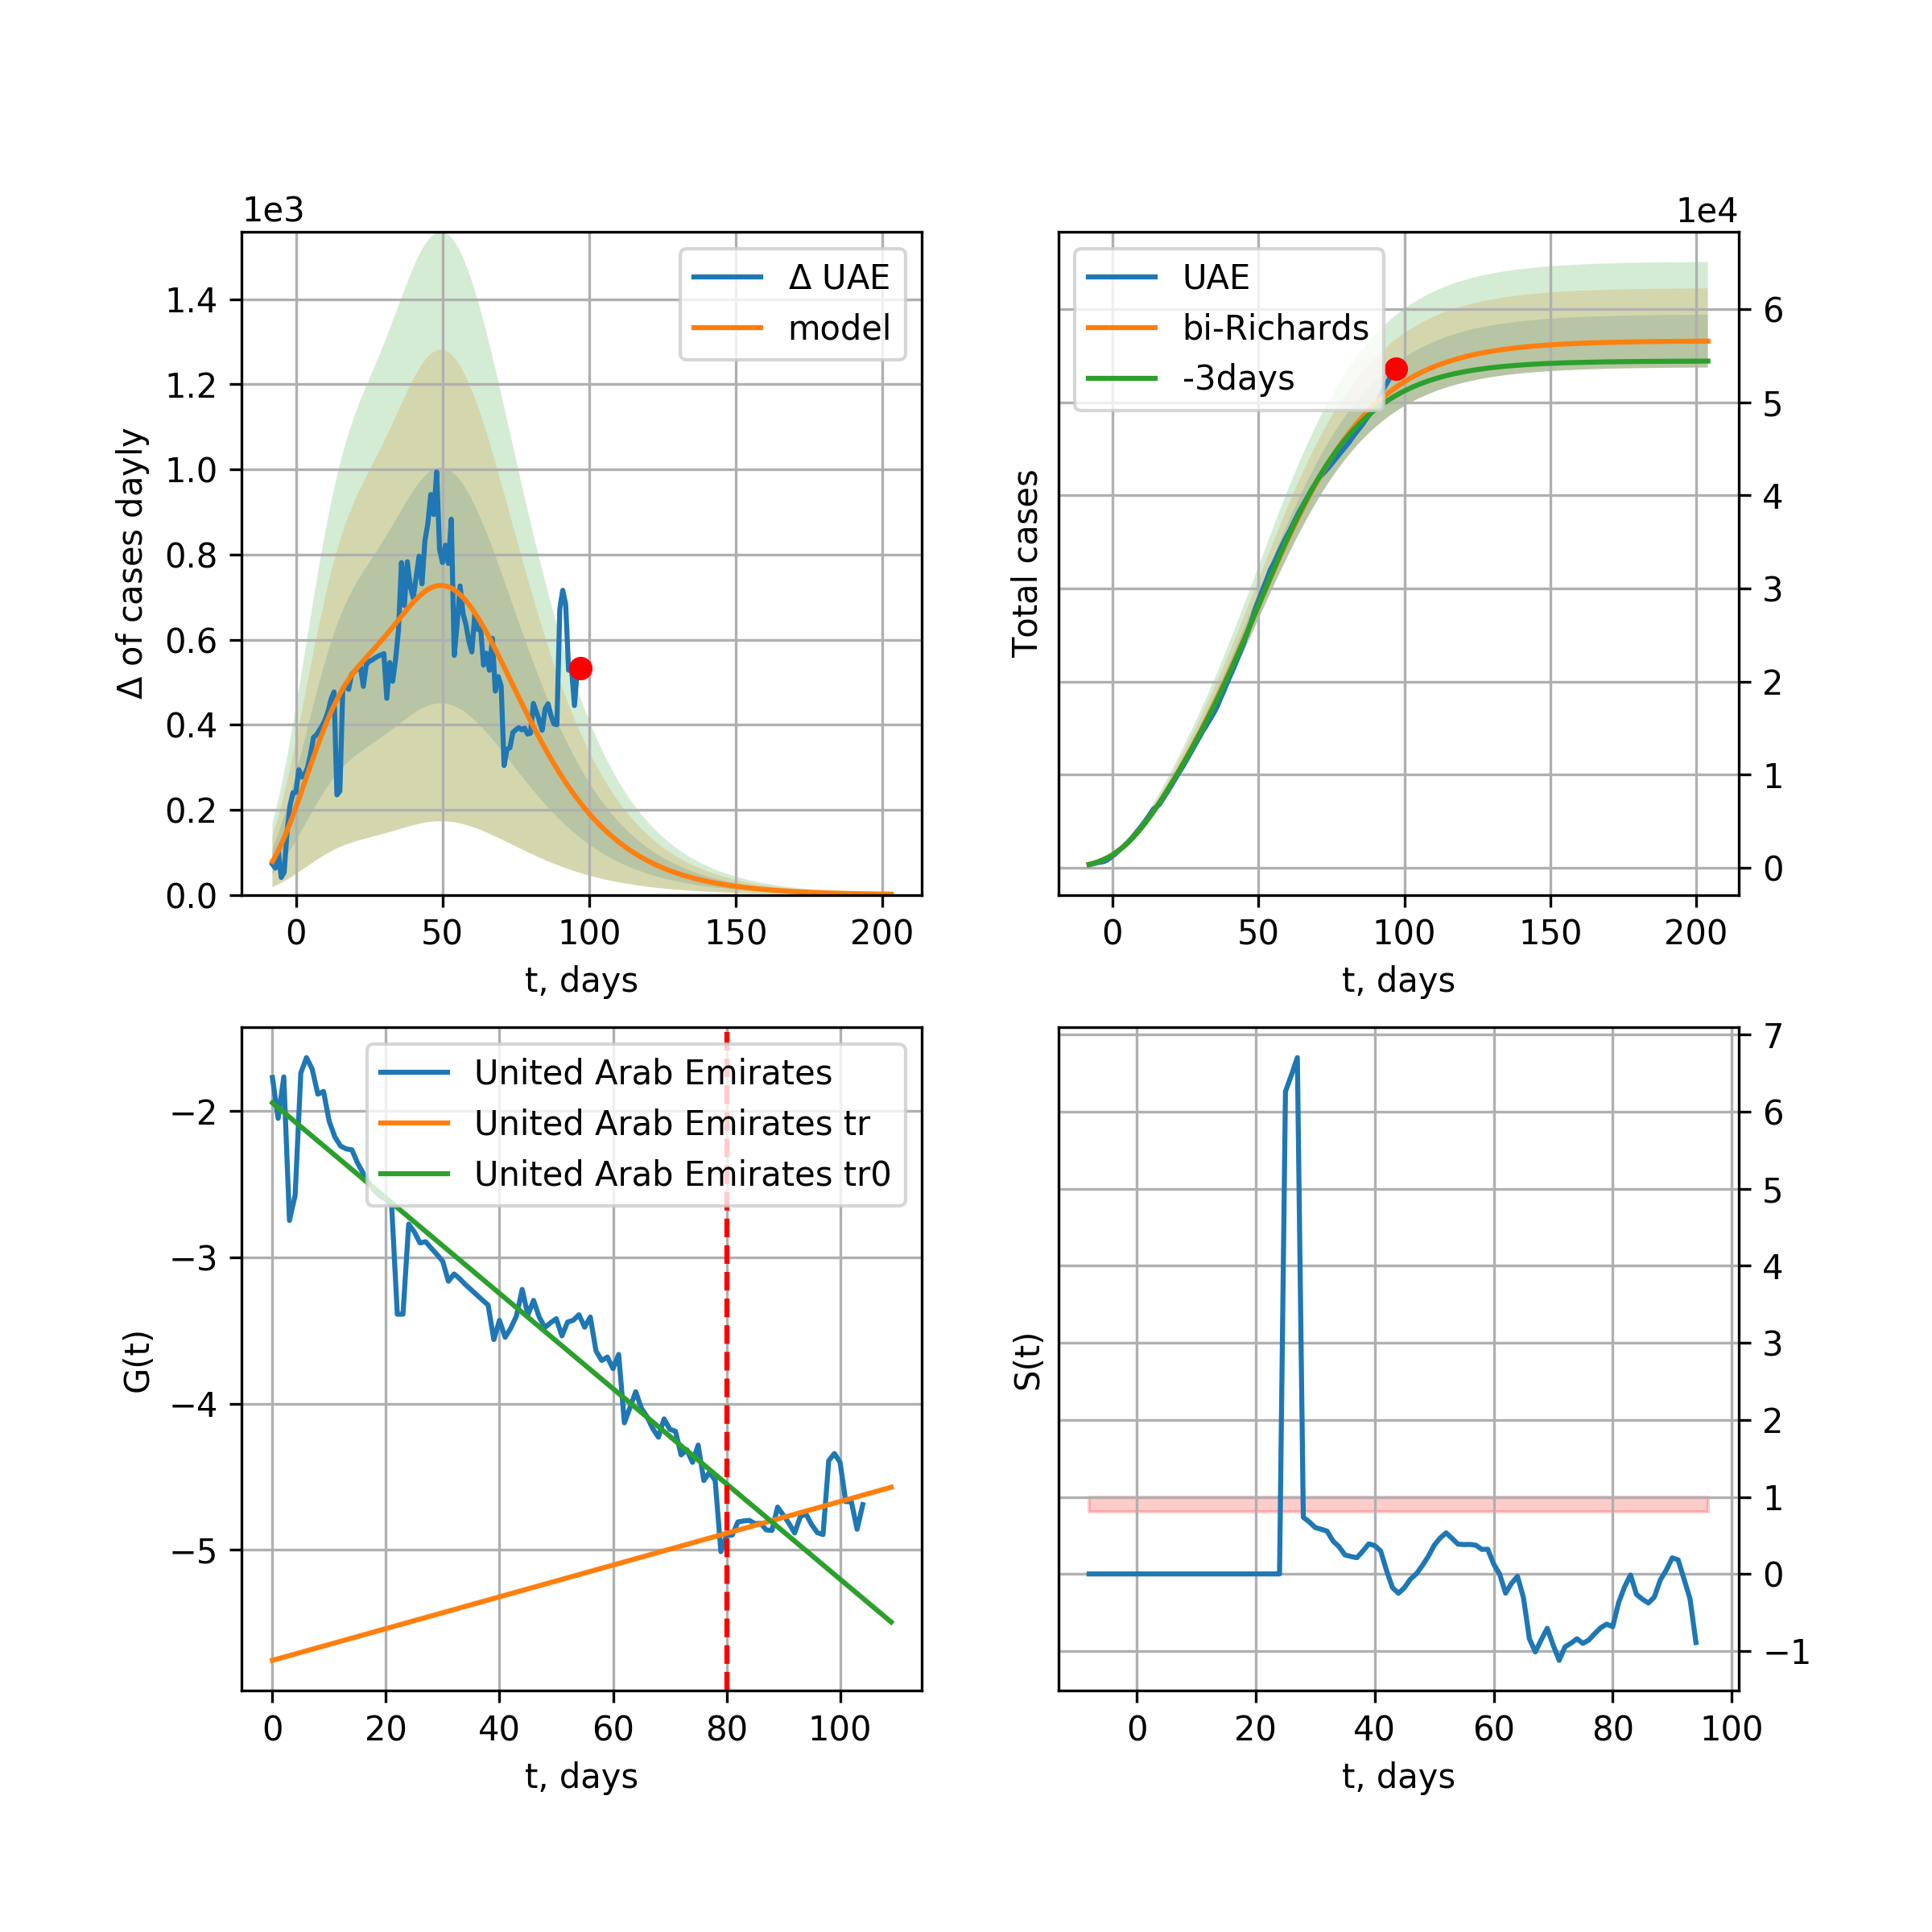 1e3
Δ of cases dayly
1.4
1.2
1.0
0.8
0.6
0.4
0.2
0.0
Δ UAE
model
0 50 100 150 200
t, days
1e4
Total cases
UAE
bi-Richards
-3days
6
5
4
3
2
1
0
0 50 100 150 200
t, days
G(t)
−2
−3
−4
−5
United Arab Emirates
United Arab Emirates tr
United Arab Emirates tr0
0 20 40 60 80 100
t, days
S(t)
7
6
5
4
3
2
1
0
−1
0 20 40 60 80 100
t, days